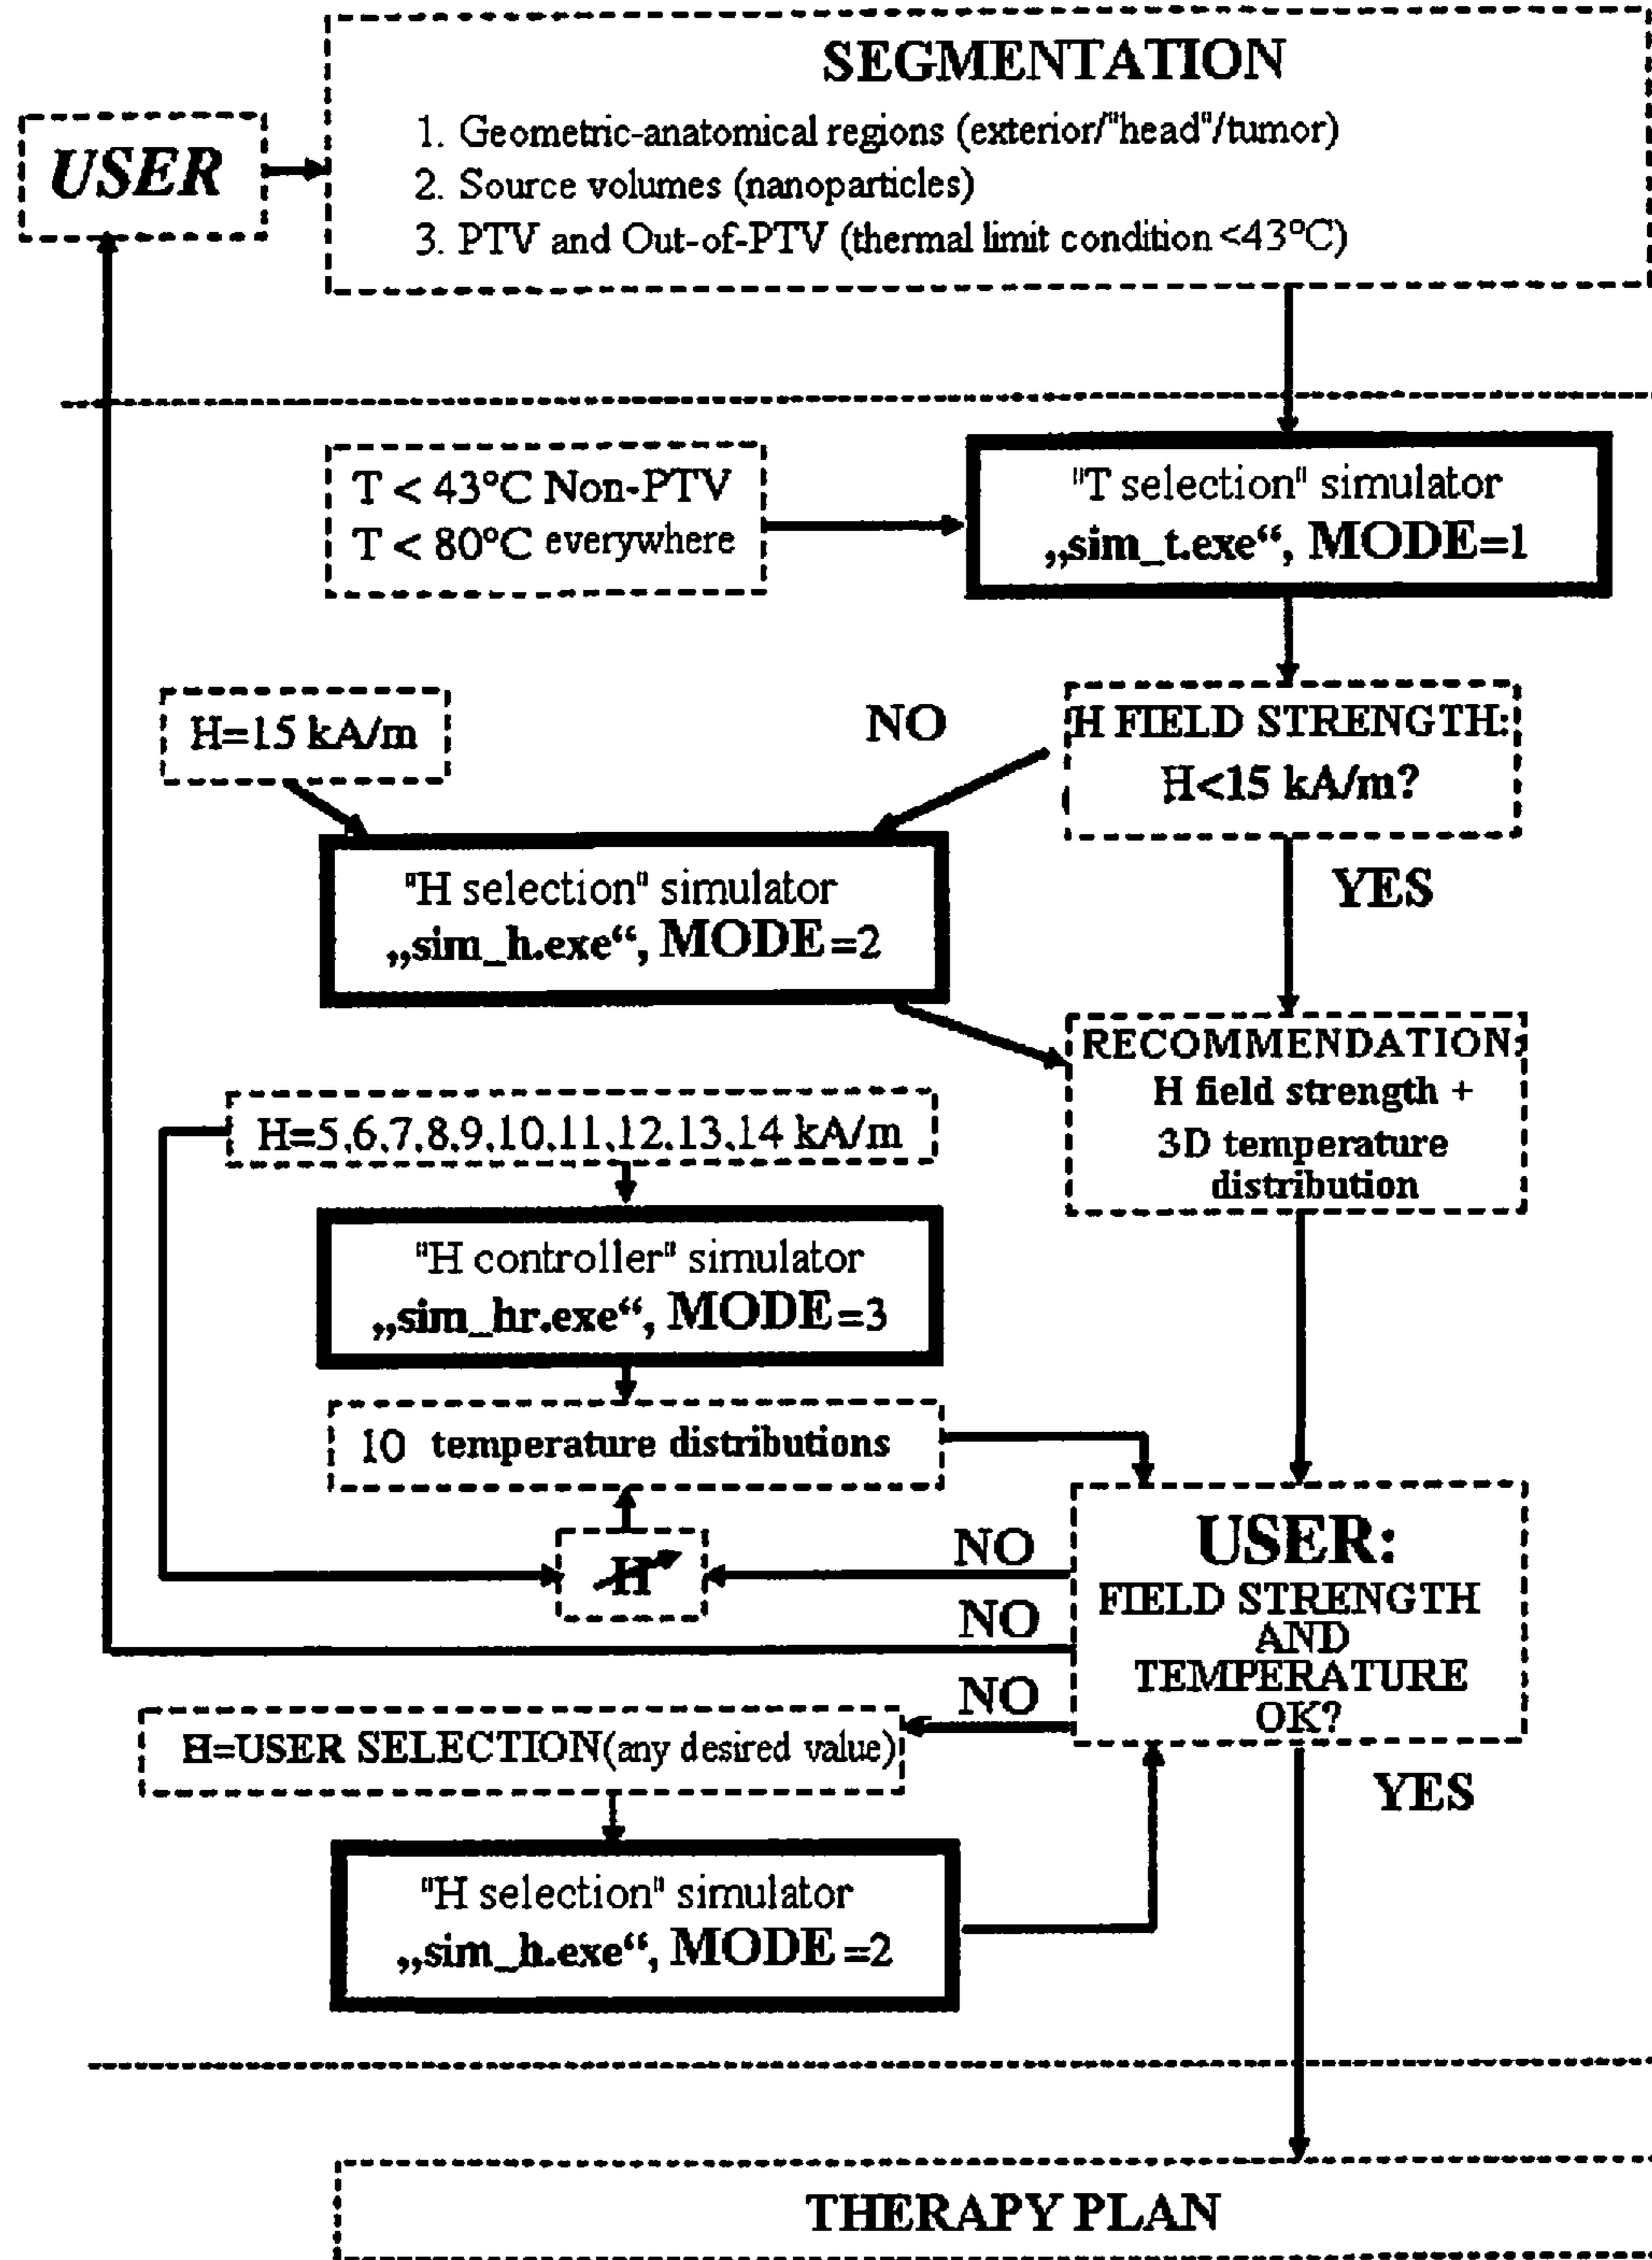 SEGMENTATION
USER
1. Geometric-anatomical regions (exterior/"head"/tumor)
2. Source volumes (nanoparticles)
3. PTV and Out-of-PTV (thermal limit condition <43°C)
T < 43°C Non-PTV
T < 80°C everywhere
"T selection" simulator
„sim_t.exe“, MODE=1
H=15 kA/m
NO
H FIELD STRENGTH:
H<15 kA/m?
YES
"H selection" simulator
„sim_h.exe“, MODE=2
RECOMMENDATION:
H field strength +
3D temperature
distribution
H=5,6,7,8,9,10,11,12,13,14 kA/m
"H controller" simulator
„sim_hr.exe“, MODE=3
10 temperature distributions
H
NO
NO
NO
USER:
FIELD STRENGTH
AND
TEMPERATURE
OK?
YES
H=USER SELECTION(any desired value)
"H selection" simulator
„sim_h.exe“, MODE=2
THERAPY PLAN